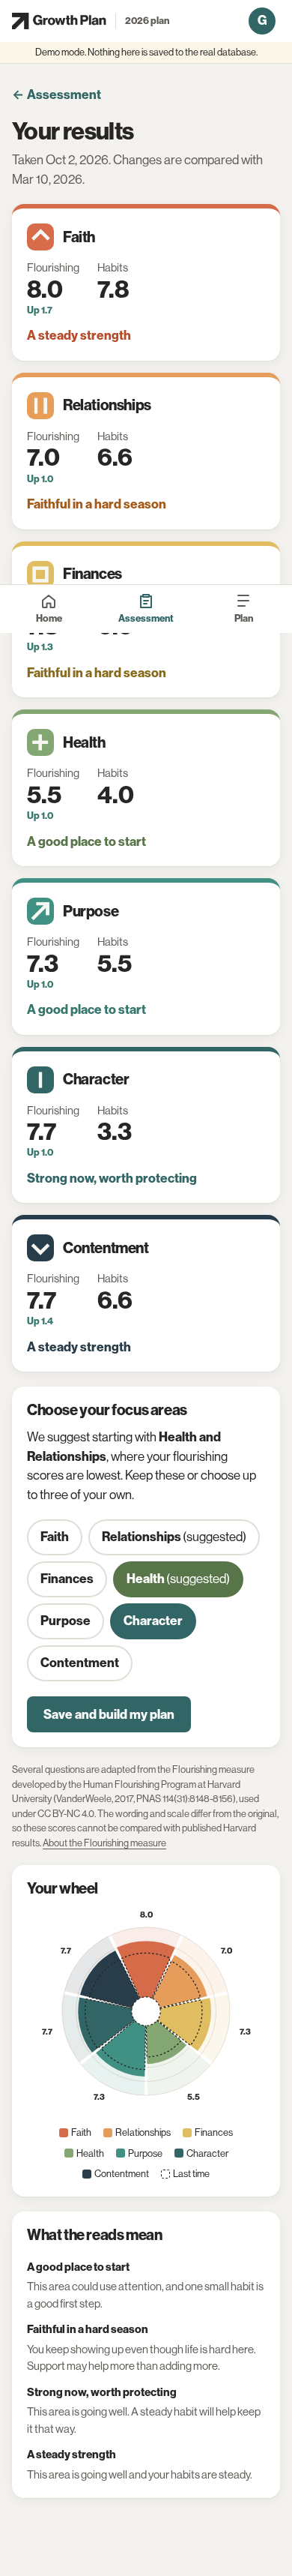 Growth Plan
2026 plan
G
Demo mode. Nothing here is saved to the real database.
← Assessment
Your results
Taken Oct 2, 2026. Changes are compared with
Mar 10, 2026.
Faith
Flourishing Habits
8.0 7.8
Up 1.7
A steady strength
Relationships
Flourishing Habits
7.0 6.6
Up 1.0
Faithful in a hard season
Finances
Home Assessment Plan
Up 1.3
Faithful in a hard season
Health
Flourishing Habits
5.5 4.0
Up 1.0
A good place to start
Purpose
Flourishing Habits
7.3 5.5
Up 1.0
A good place to start
Character
Flourishing Habits
7.7 3.3
Up 1.0
Strong now, worth protecting
Contentment
Flourishing Habits
7.7 6.6
Up 1.4
A steady strength
Choose your focus areas
We suggest starting with Health and
Relationships, where your flourishing
scores are lowest. Keep these or choose up
to three of your own.
Faith Relationships (suggested)
Finances Health (suggested)
Purpose Character
Contentment
Save and build my plan
Several questions are adapted from the Flourishing measure
developed by the Human Flourishing Program at Harvard
University (VanderWeele, 2017, PNAS 114(31):8148-8156), used
under CC BY-NC 4.0. The wording and scale differ from the original,
so these scores cannot be compared with published Harvard
results. About the Flourishing measure
Your wheel
8.0
7.7 7.0
7.7 7.3
7.3 5.5
Faith Relationships Finances
Health Purpose Character
Contentment Last time
What the reads mean
A good place to start
This area could use attention, and one small habit is
a good first step.
Faithful in a hard season
You keep showing up even though life is hard here.
Support may help more than adding more.
Strong now, worth protecting
This area is going well. A steady habit will help keep
it that way.
A steady strength
This area is going well and your habits are steady.